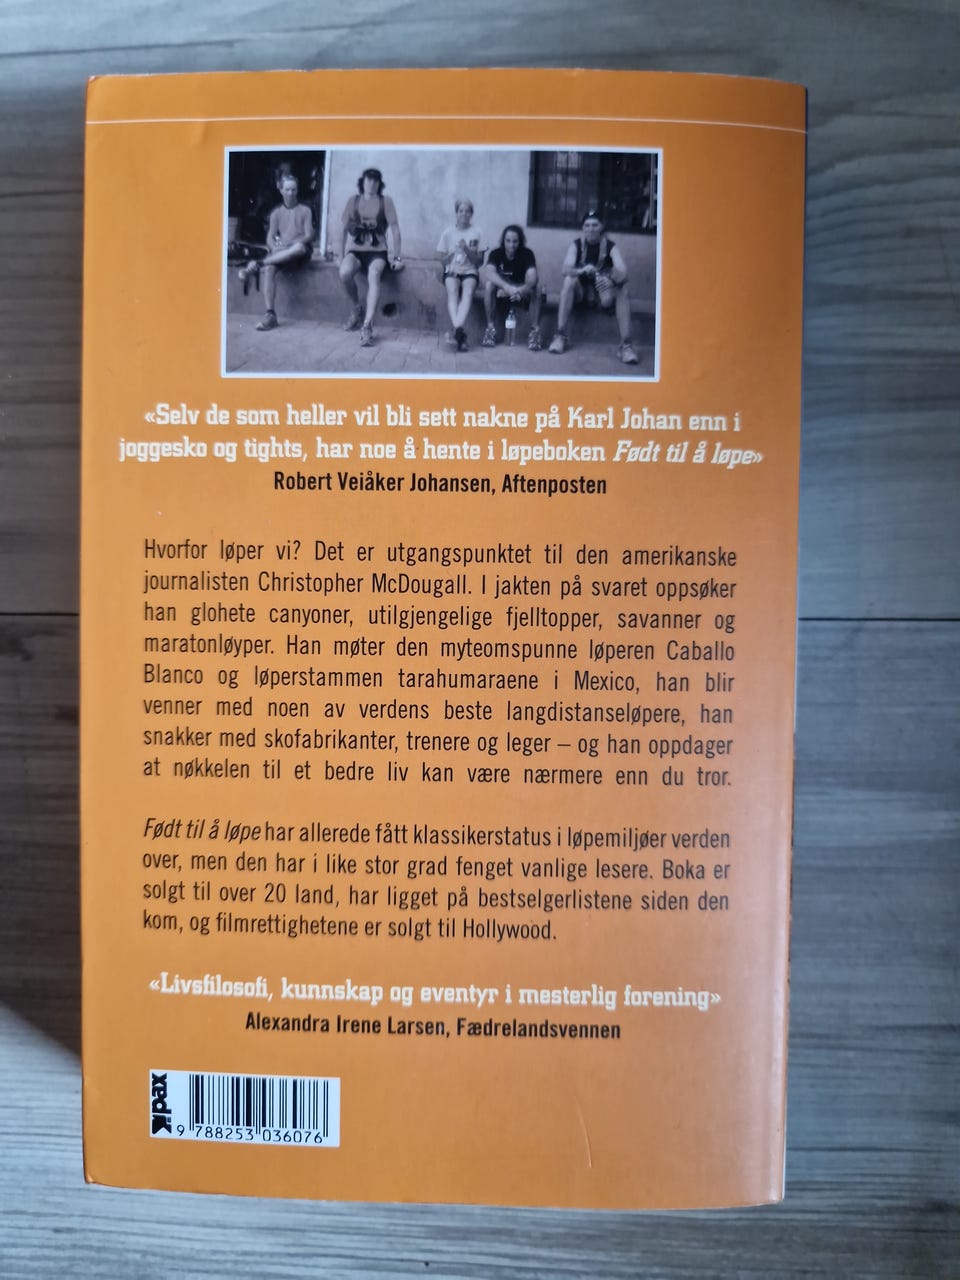 «Selv de som heller vil bli sett nakne på Karl Johan enn i
joggesko og tights, har noe å hente i løpeboken Født til å løpe»
Robert Veiåker Johansen, Aftenposten
Hvorfor løper vi? Det er utgangspunktet til den amerikanske
journalisten Christopher McDougall. I jakten på svaret oppsøker
han glohete canyoner, utilgjengelige fjelltopper, savanner og
maratonløyper. Han møter den myteomspunne løperen Caballo
Blanco og løperstammen tarahumaraene i Mexico, han blir
venner med noen av verdens beste langdistanseløpere, han
snakker med skofabrikanter, trenere og leger – og han oppdager
at nøkkelen til et bedre liv kan være nærmere enn du tror.
Født til å løpe har allerede fått klassikerstatus i løpemiljøer verden
over, men den har i like stor grad fenget vanlige lesere. Boka er
solgt til over 20 land, har ligget på bestselgerlistene siden den
kom, og filmrettighetene er solgt til Hollywood.
«Livsfilosofi, kunnskap og eventyr i mesterlig forening»
Alexandra Irene Larsen, Fædrelandsvennen
pax
9 788253 036076